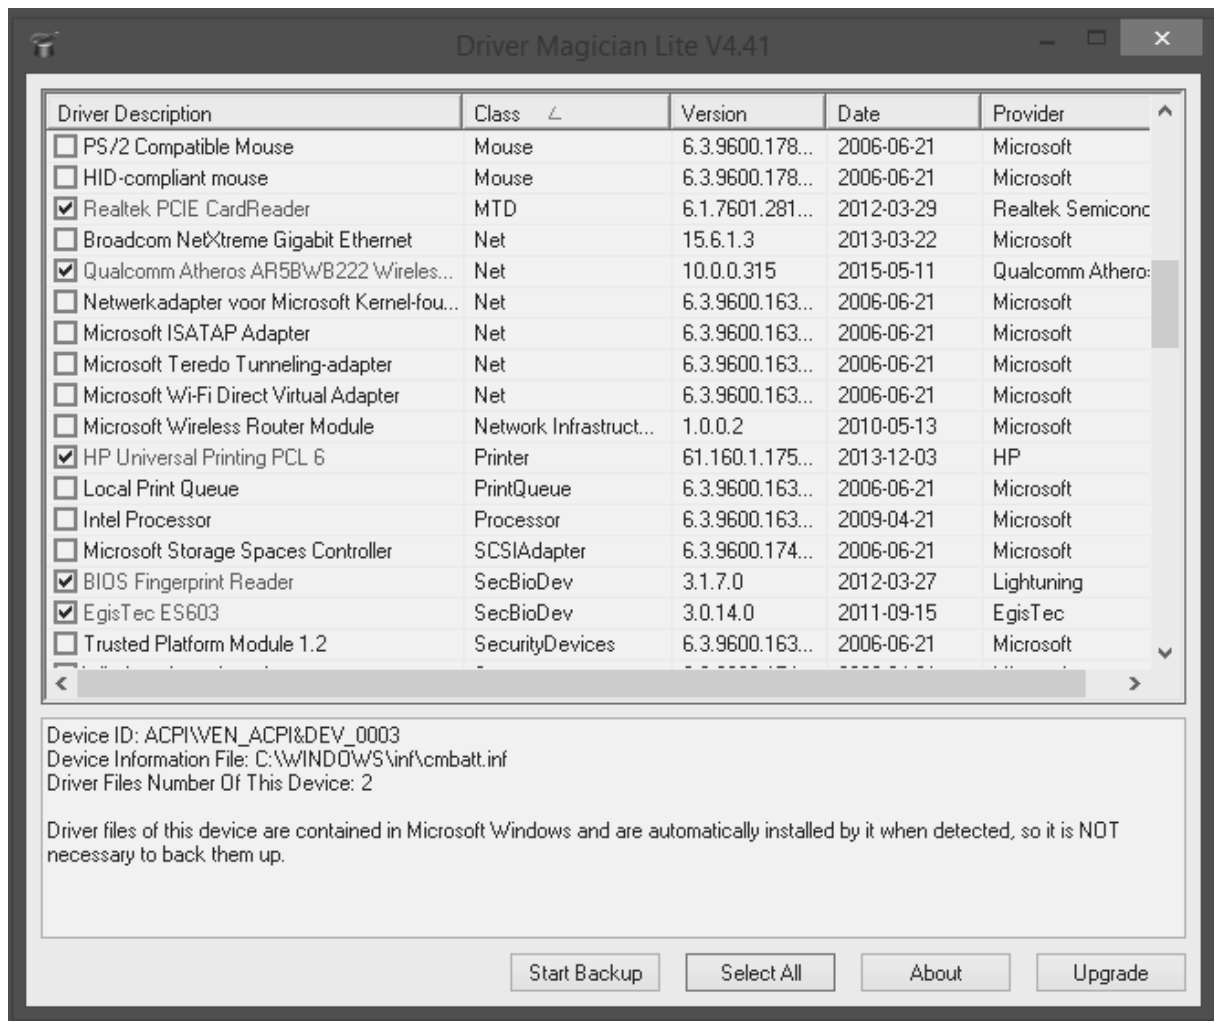 Driver Magician Lite V4.41
Driver Description Class Version Date Provider
PS/2 Compatible Mouse Mouse 6.3.9600.178... 2006-06-21 Microsoft
HID-compliant mouse Mouse 6.3.9600.178... 2006-06-21 Microsoft
Realtek PCIE CardReader MTD 6.1.7601.281... 2012-03-29 Realtek Semicond
Broadcom NetXtreme Gigabit Ethernet Net 15.6.1.3 2013-03-22 Microsoft
Qualcomm Atheros AR5BWB222 Wireles... Net 10.0.0.315 2015-05-11 Qualcomm Atheros
Netwerkadapter voor Microsoft Kernel-fou... Net 6.3.9600.163... 2006-06-21 Microsoft
Microsoft ISATAP Adapter Net 6.3.9600.163... 2006-06-21 Microsoft
Microsoft Teredo Tunneling-adapter Net 6.3.9600.163... 2006-06-21 Microsoft
Microsoft Wi-Fi Direct Virtual Adapter Net 6.3.9600.163... 2006-06-21 Microsoft
Microsoft Wireless Router Module Network Infrastruct... 1.0.0.2 2010-05-13 Microsoft
HP Universal Printing PCL 6 Printer 61.160.1.175... 2013-12-03 HP
Local Print Queue PrintQueue 6.3.9600.163... 2006-06-21 Microsoft
Intel Processor Processor 6.3.9600.163... 2009-04-21 Microsoft
Microsoft Storage Spaces Controller SCSIAdapter 6.3.9600.174... 2006-06-21 Microsoft
BIOS Fingerprint Reader SecBioDev 3.1.7.0 2012-03-27 Lightuning
EgisTec ES603 SecBioDev 3.0.14.0 2011-09-15 EgisTec
Trusted Platform Module 1.2 SecurityDevices 6.3.9600.163... 2006-06-21 Microsoft
Device ID: ACPI\VEN_ACPI&DEV_0003
Device Information File: C:\WINDOWS\inf\cmbatt.inf
Driver Files Number Of This Device: 2
Driver files of this device are contained in Microsoft Windows and are automatically installed by it when detected, so it is NOT
necessary to back them up.
Start Backup Select All About Upgrade